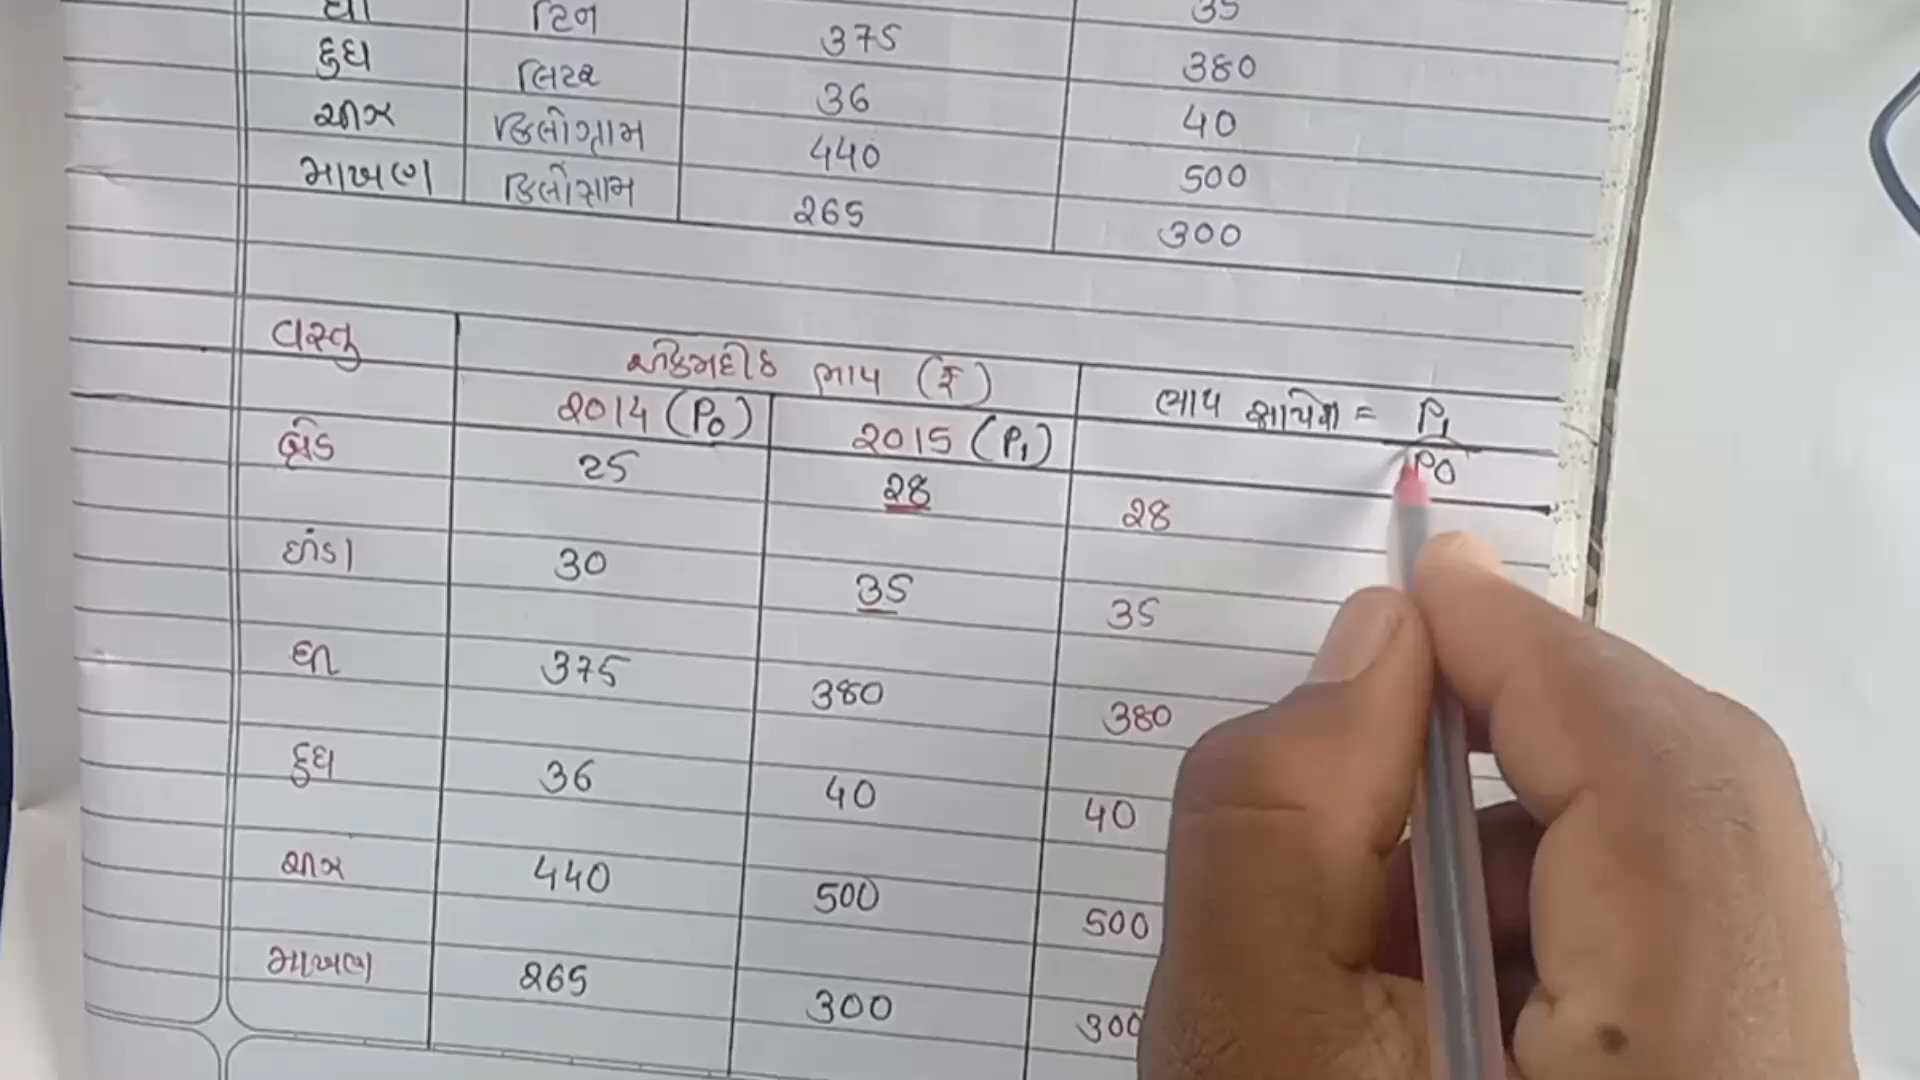 ઘી ટિન 375 35
દુધ લિટર 36 380
ચીઝ કિલોગ્રામ 440 40
માખણ કિલોગ્રામ 265 500
300
વસ્તુ એકમદીઠ ભાવ (₹) ભાવ સાપેક્ષ = P₁/P0
2014 (P₀) 2015 (P₁)
બ્રેડ 25 28 28
ઈંડા 30 35 35
ઘી 375 380 380
દુધ 36 40 40
ચીઝ 440 500 500
માખણ 265 300 300